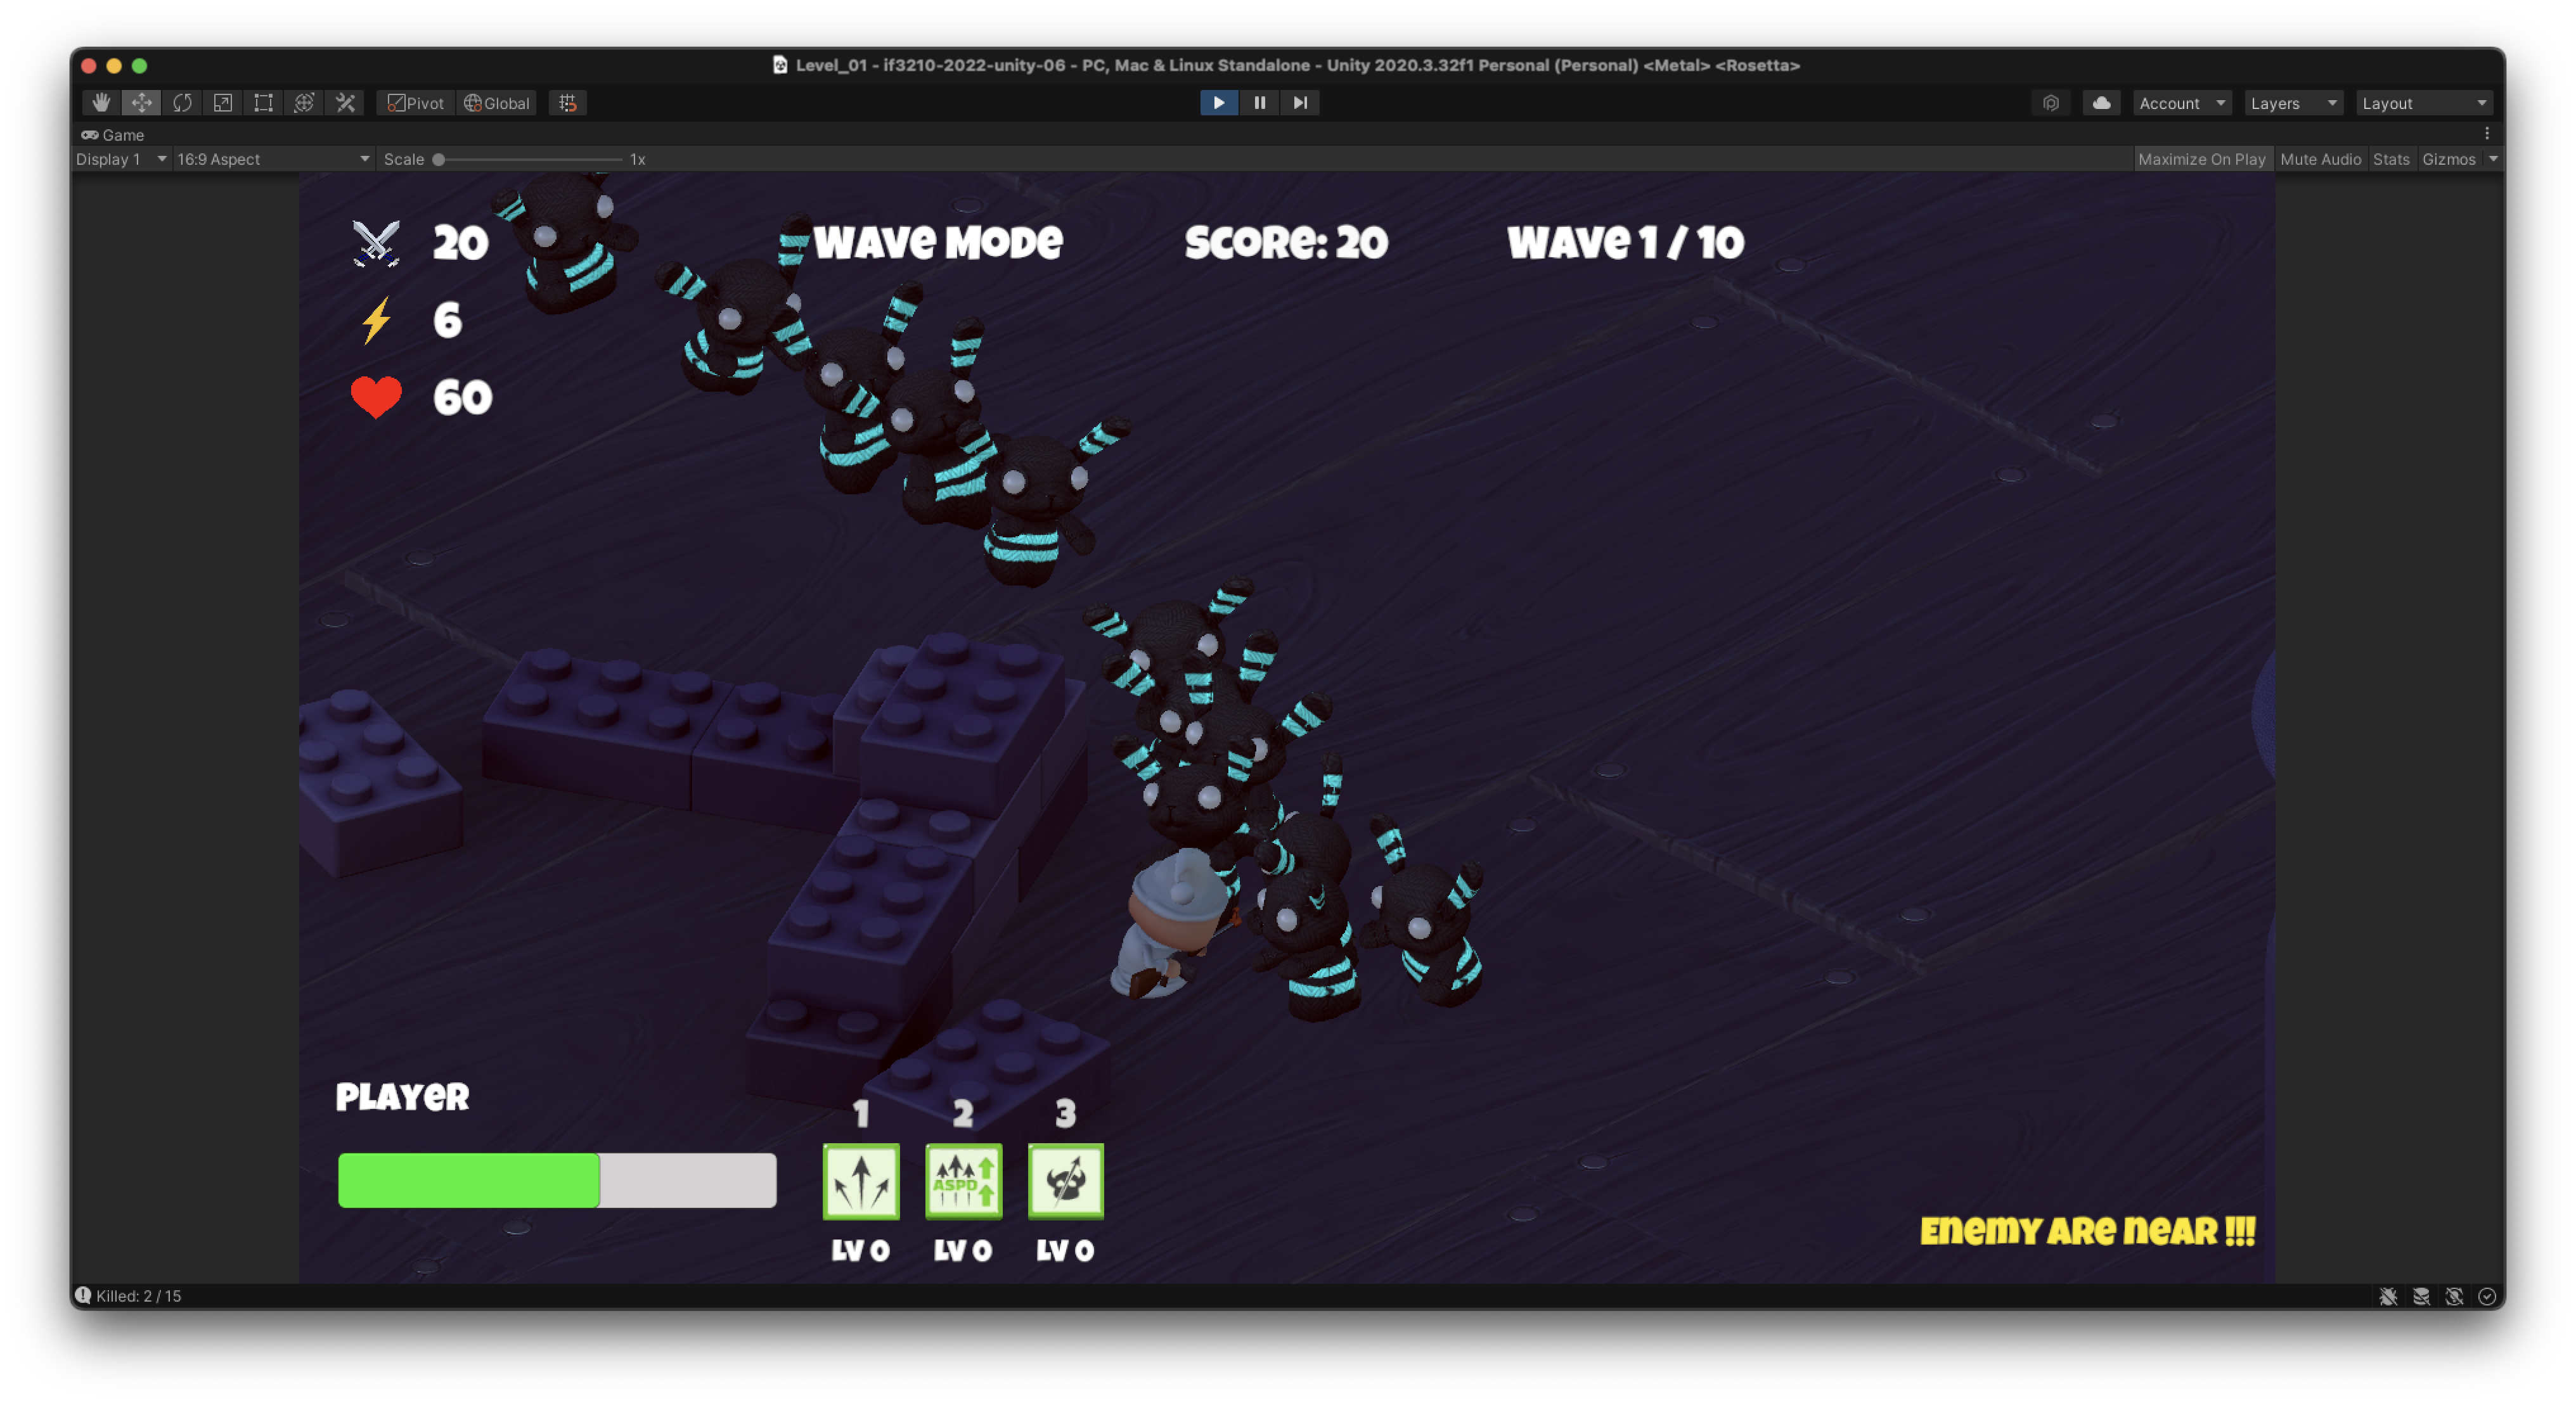 Level_01 - if3210-2022-unity-06 - PC, Mac & Linux Standalone - Unity 2020.3.32f1 Personal (Personal) <Metal> <Rosetta>
Pivot Global Account Layers Layout
Game
Display 1 16:9 Aspect Scale 1x Maximize On Play Mute Audio Stats Gizmos
20 WAVE MODE SCORE: 20 WAVE 1 / 10
6
60
PLAYER
1 2 3
ASPD
LV 0 LV 0 LV 0
ENEMY ARE NEAR !!!
Killed: 2 / 15